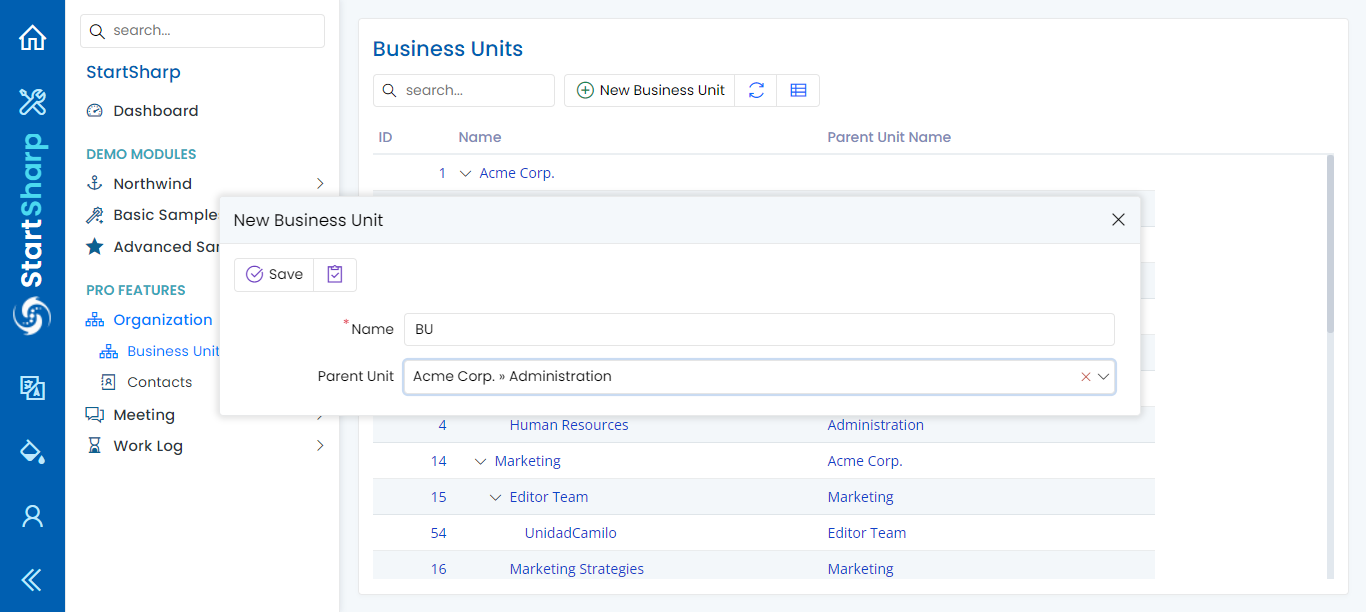 StartSharp
search...
StartSharp
Dashboard
DEMO MODULES
Northwind
Basic Sample
Advanced Sar
PRO FEATURES
Organization
Business Unit
Contacts
Meeting
Work Log
Business Units
search...
New Business Unit
ID Name Parent Unit Name
1 Acme Corp.
New Business Unit
Save
* Name BU
Parent Unit Acme Corp. » Administration
4 Human Resources Administration
14 Marketing Acme Corp.
15 Editor Team Marketing
54 UnidadCamilo Editor Team
16 Marketing Strategies Marketing